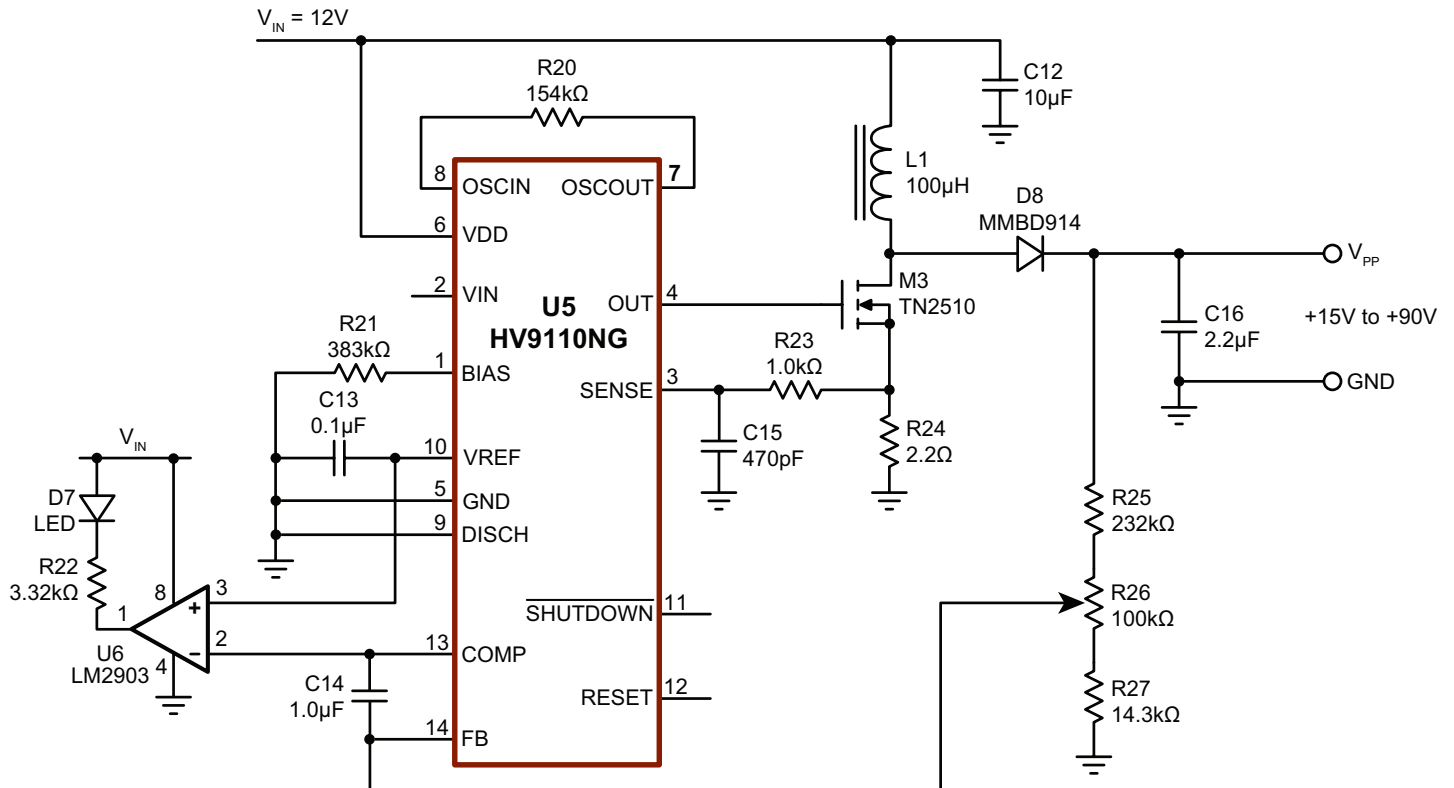 V_IN = 12V
R20
154kΩ
C12
10µF
8
OSCIN
OSCOUT
7
L1
100µH
D8
MMBD914
6
VDD
V_PP
2
VIN
U5
HV9110NG
OUT
4
M3
TN2510
C16
2.2µF
+15V to +90V
R21
383kΩ
1
BIAS
SENSE
3
R23
1.0kΩ
GND
C13
0.1µF
C15
470pF
R24
2.2Ω
V_IN
10
VREF
5
GND
9
DISCH
D7
LED
R25
232kΩ
R22
3.32kΩ
1
8
+
3
SHUTDOWN
11
R26
100kΩ
U6
LM2903
4
–
2
13
COMP
C14
1.0µF
RESET
12
R27
14.3kΩ
14
FB